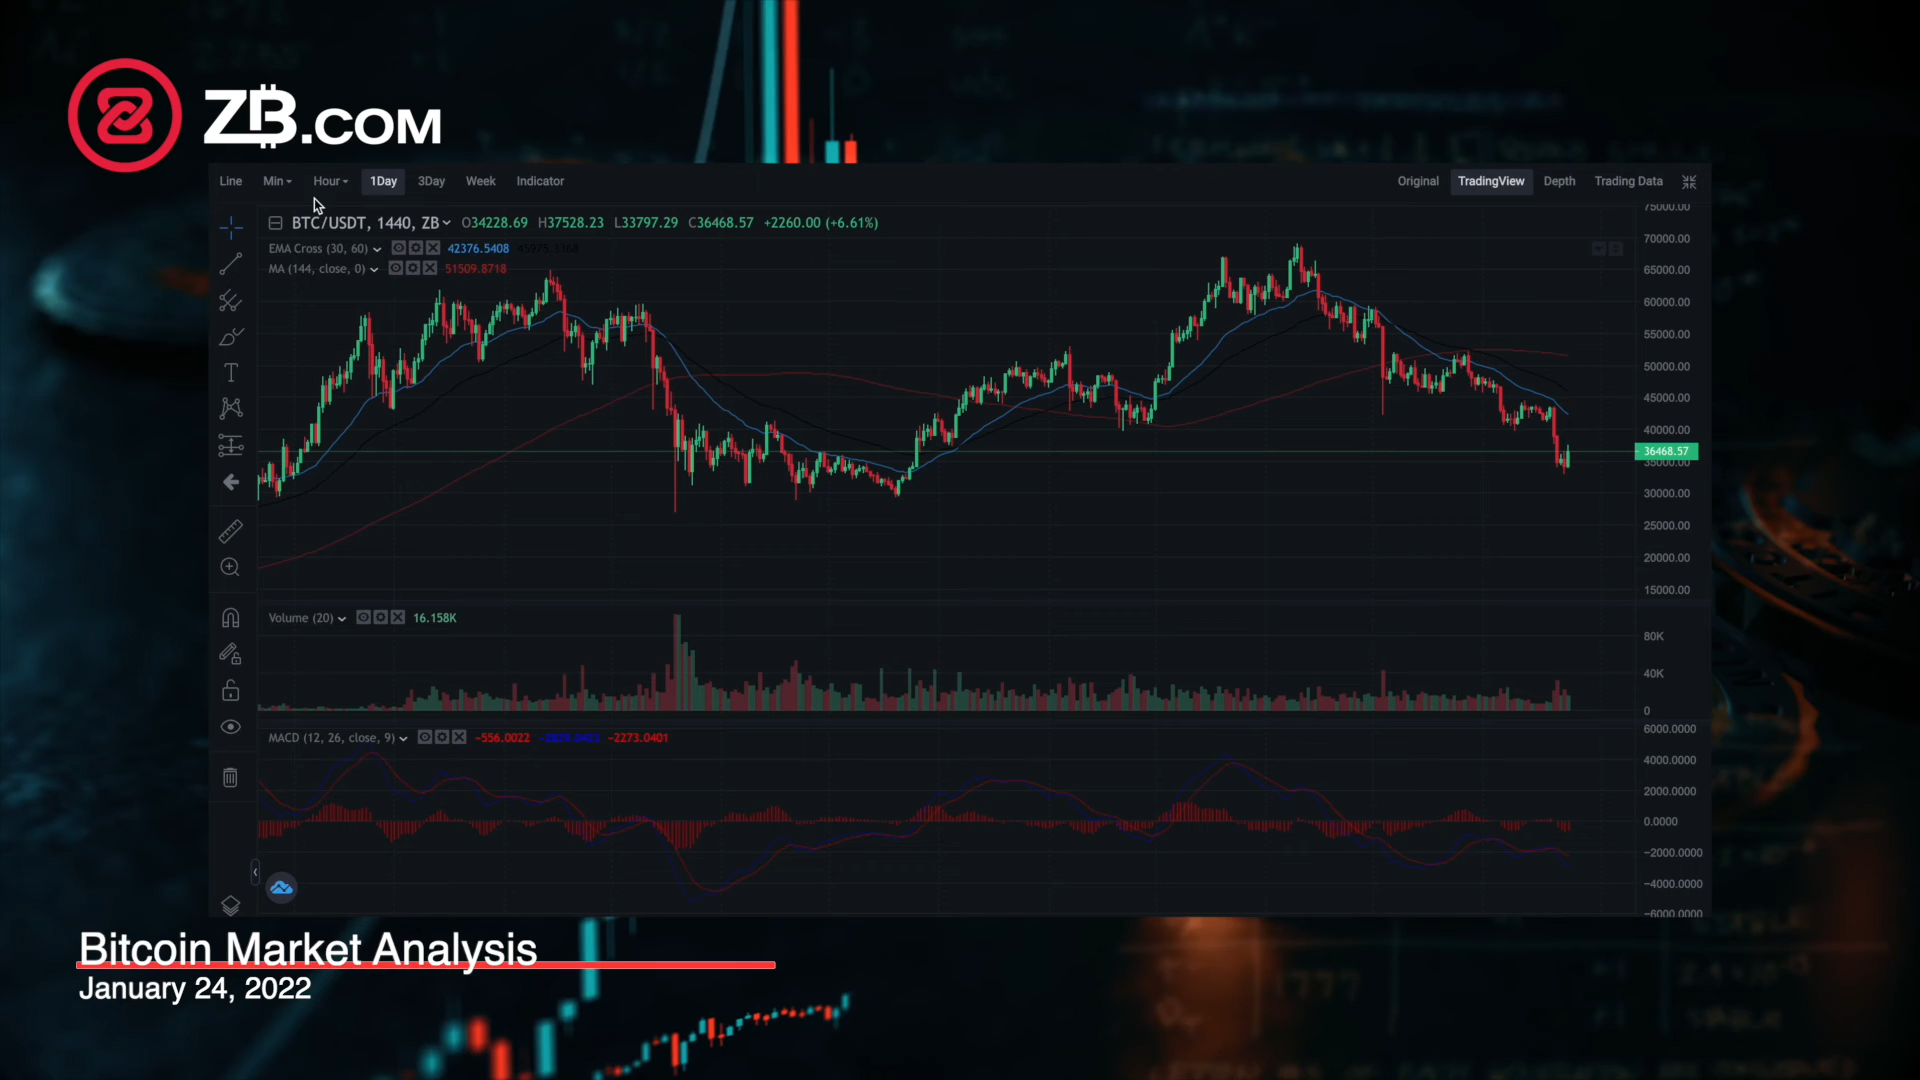 ZB.COM
Line Min Hour 1Day 3Day Week Indicator Original TradingView Depth Trading Data
BTC/USDT, 1440, ZB O34228.69 H37528.23 L33797.29 C36468.57 +2260.00 (+6.61%)
EMA Cross (30, 60) 42376.5408
MA (144, close, 0) 51509.8718
75000.00
70000.00
65000.00
60000.00
55000.00
50000.00
45000.00
40000.00
36468.57
35000.00
30000.00
25000.00
20000.00
15000.00
Volume (20) 16.158K
80K
40K
0
MACD (12, 26, close, 9) −556.0022 −2273.0401
6000.0000
4000.0000
2000.0000
0.0000
−2000.0000
−4000.0000
−6000.0000
Bitcoin Market Analysis
January 24, 2022